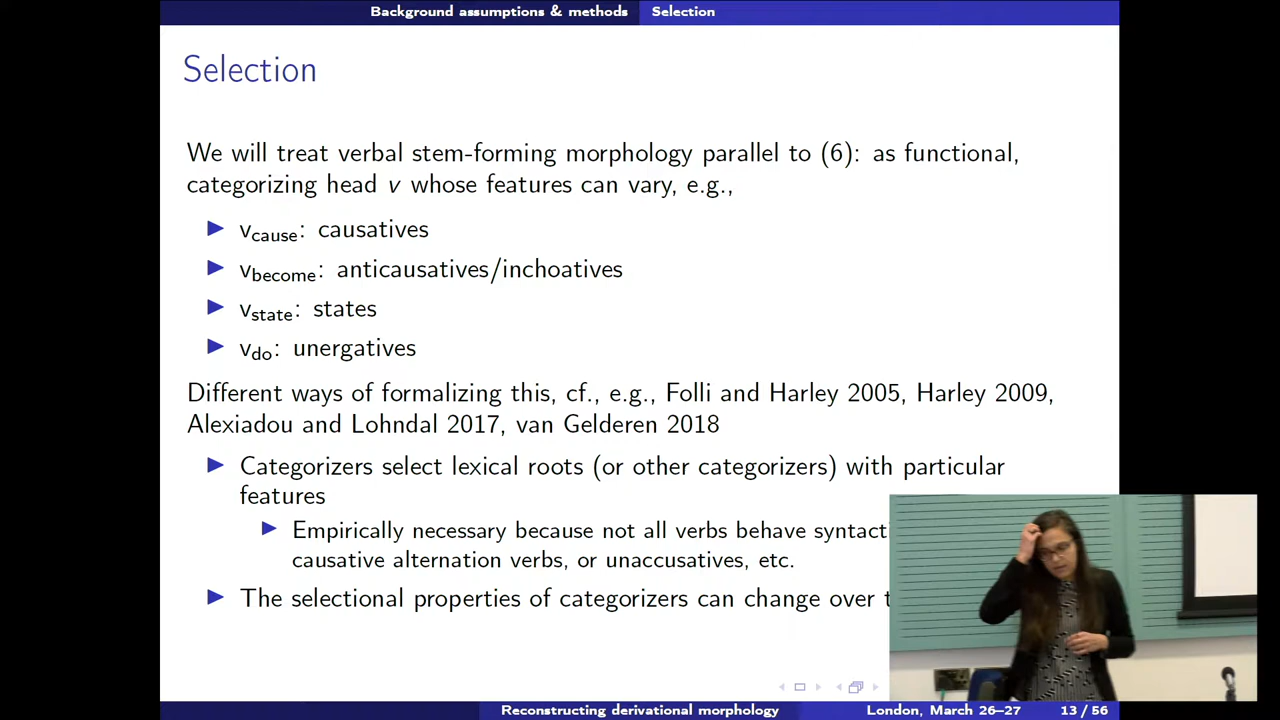 Background assumptions & methods Selection
Selection
We will treat verbal stem-forming morphology parallel to (6): as functional,
categorizing head v whose features can vary, e.g.,
vcause: causatives
vbecome: anticausatives/inchoatives
vstate: states
vdo: unergatives
Different ways of formalizing this, cf., e.g., Folli and Harley 2005, Harley 2009,
Alexiadou and Lohndal 2017, van Gelderen 2018
Categorizers select lexical roots (or other categorizers) with particular
features
Empirically necessary because not all verbs behave
causative alternation verbs, or unaccusatives, etc.
The selectional properties of categorizers can change over
Reconstructing derivational morphology London, March 26–27 13 / 56